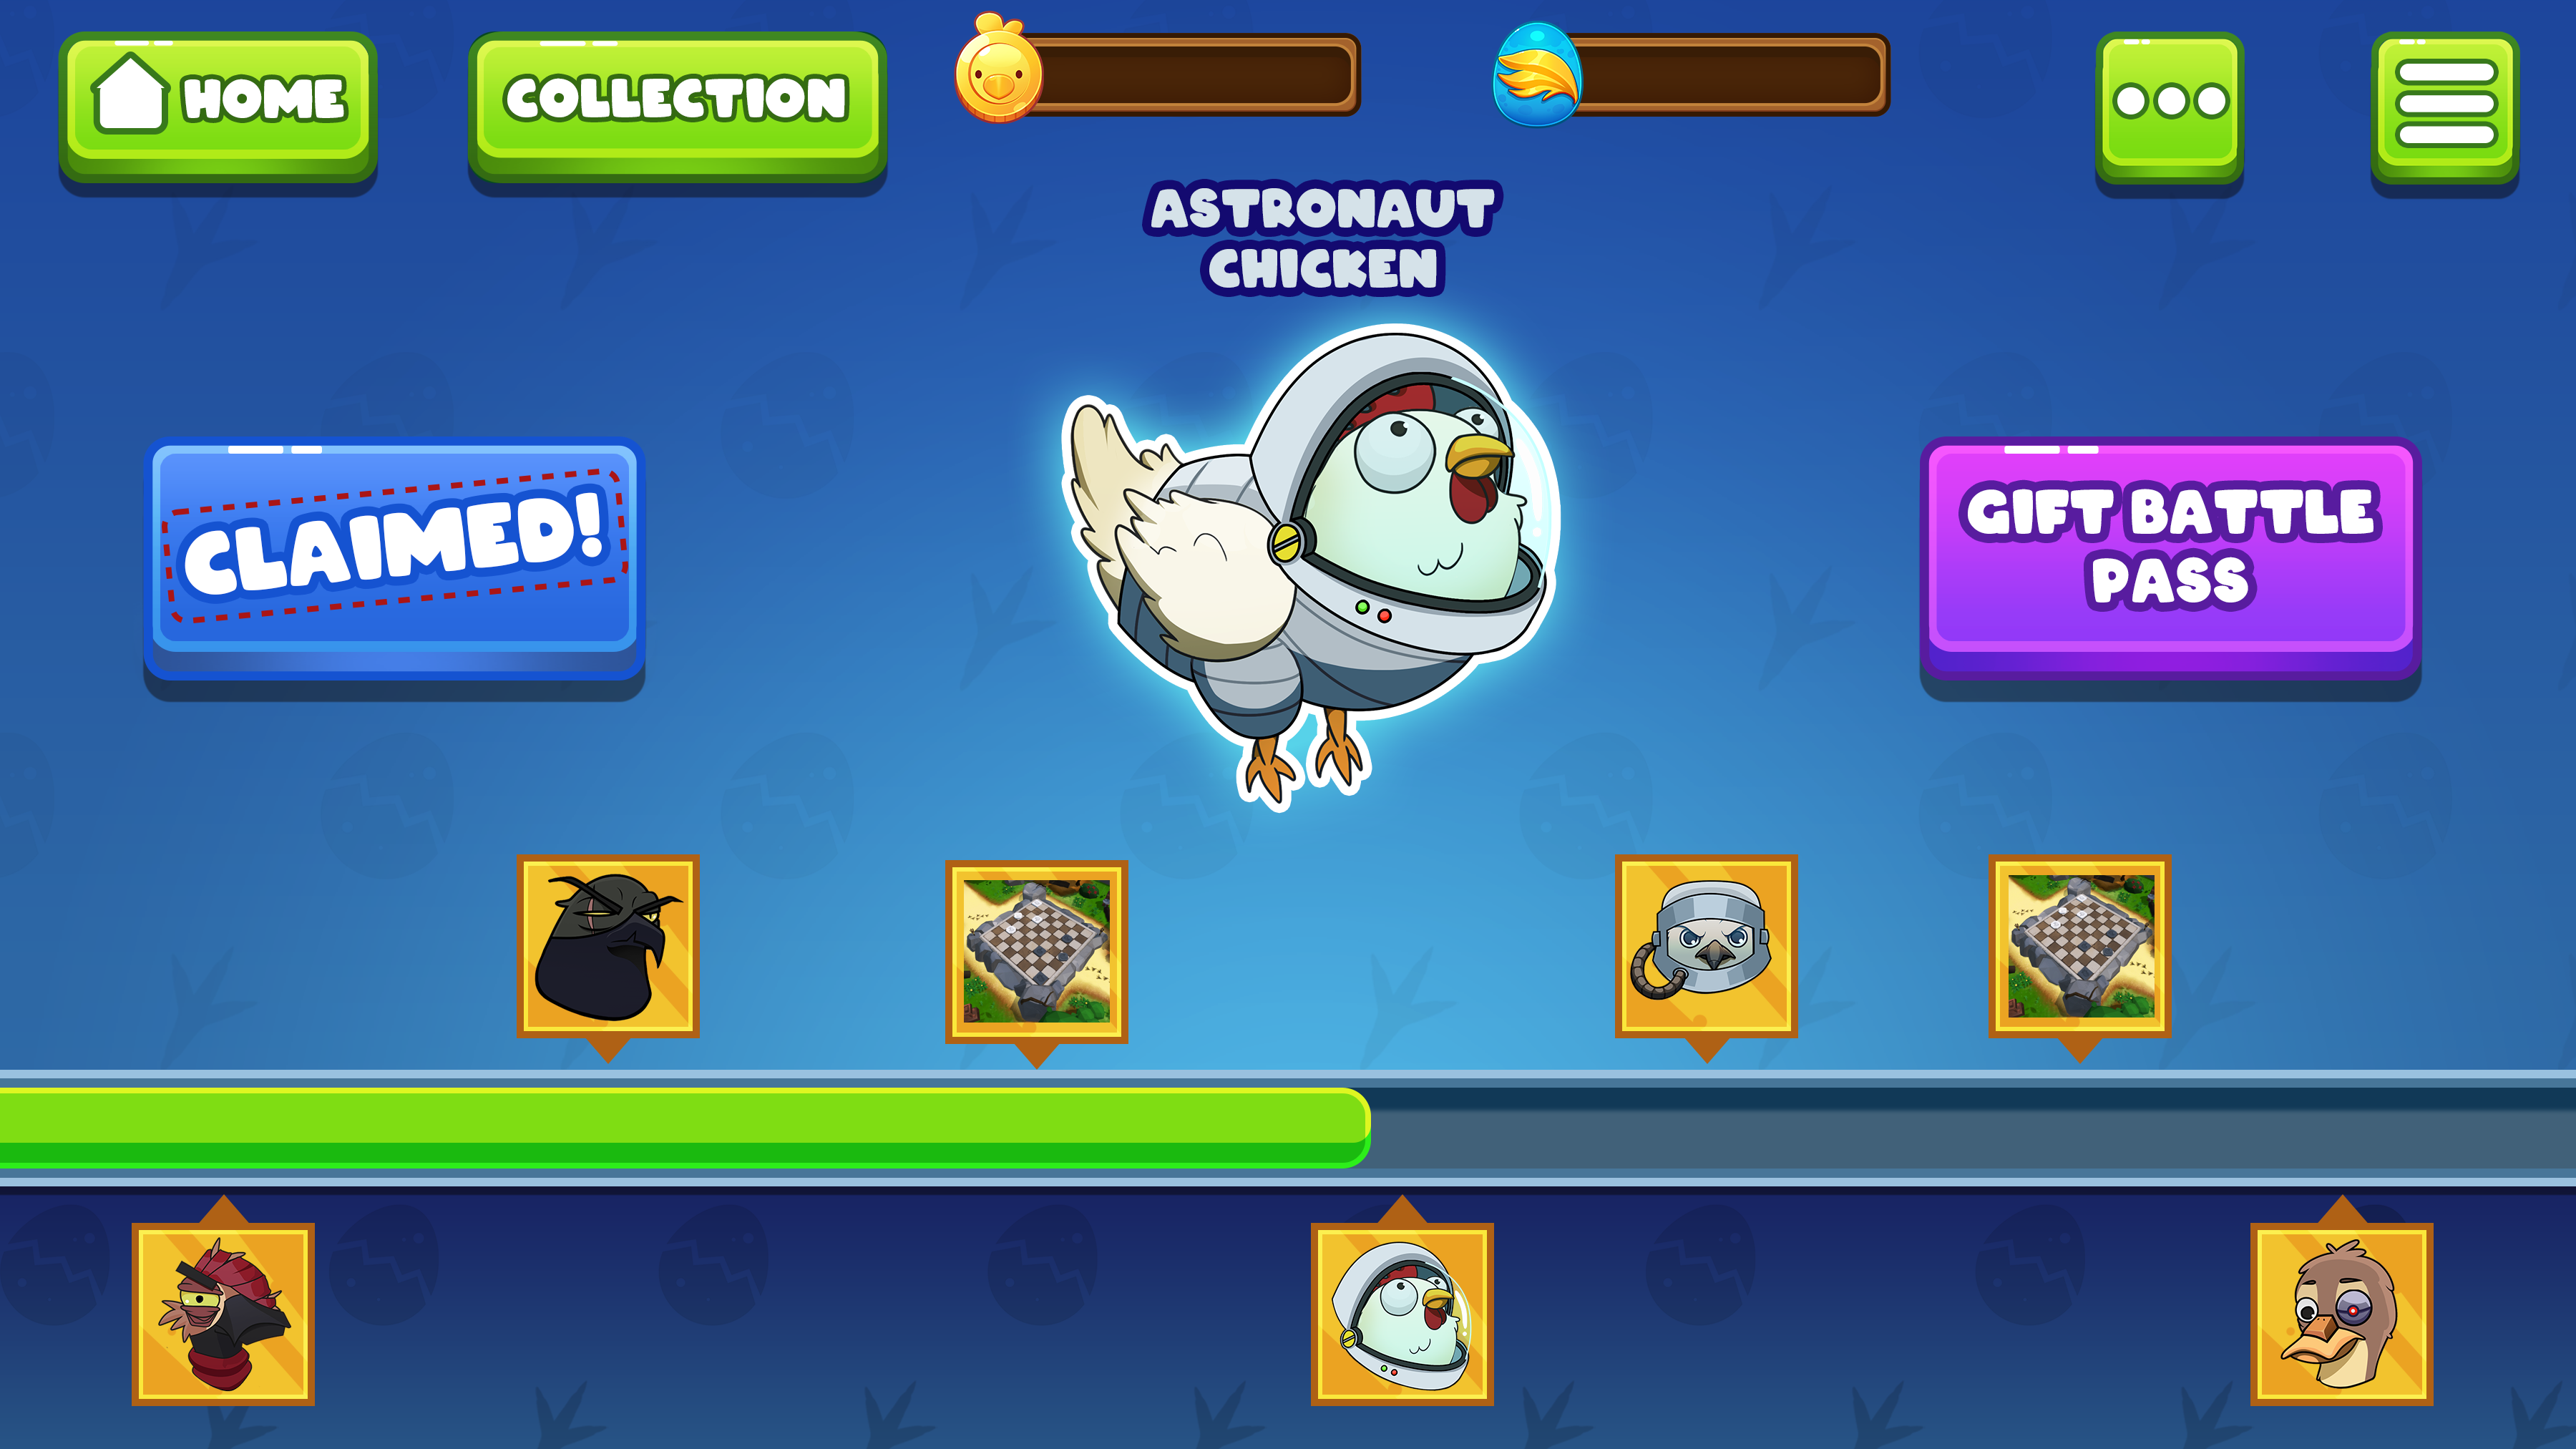 HOME
COLLECTION
ASTRONAUT
CHICKEN
CLAIMED!
GIFT BATTLE
PASS